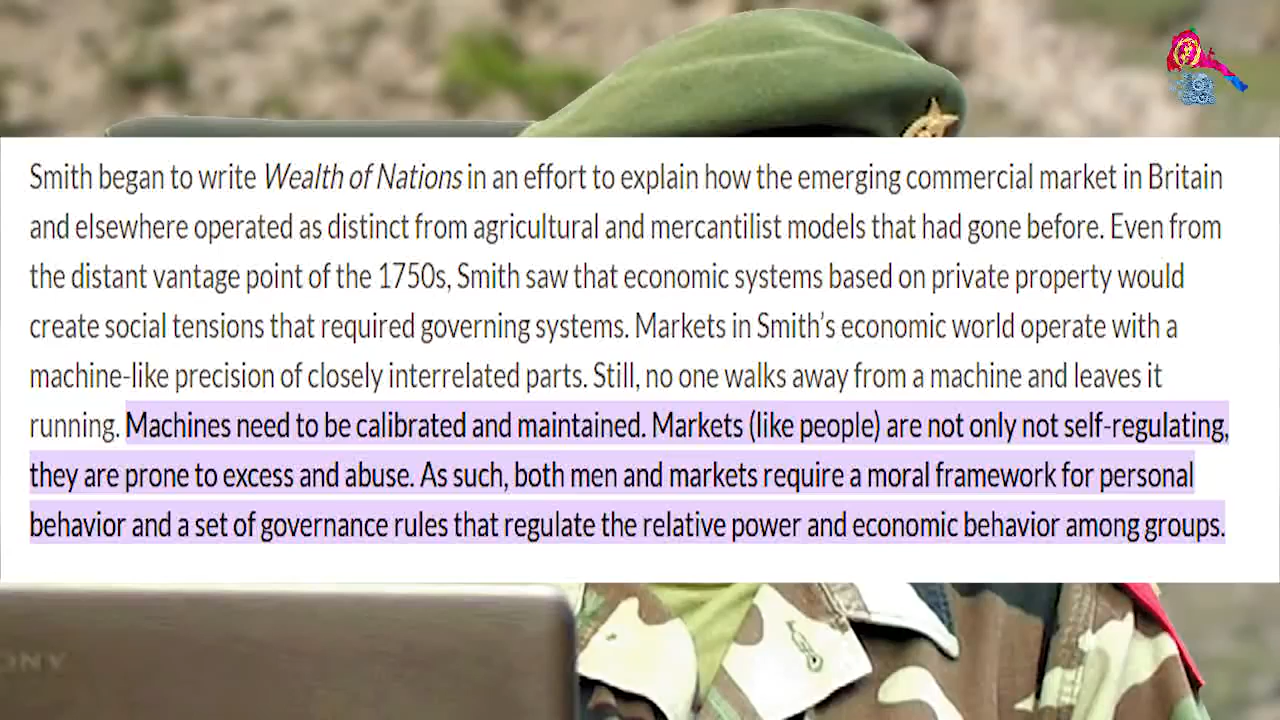 Smith began to write Wealth of Nations in an effort to explain how the emerging commercial market in Britain
and elsewhere operated as distinct from agricultural and mercantilist models that had gone before. Even from
the distant vantage point of the 1750s, Smith saw that economic systems based on private property would
create social tensions that required governing systems. Markets in Smith’s economic world operate with a
machine-like precision of closely interrelated parts. Still, no one walks away from a machine and leaves it
running. Machines need to be calibrated and maintained. Markets (like people) are not only not self-regulating,
they are prone to excess and abuse. As such, both men and markets require a moral framework for personal
behavior and a set of governance rules that regulate the relative power and economic behavior among groups.
ONY